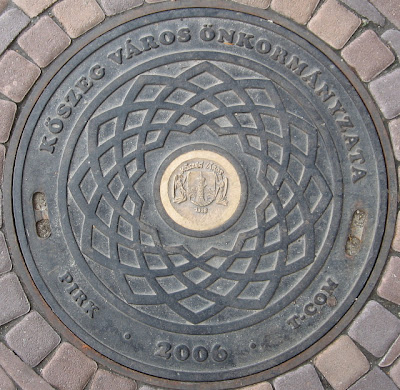 KŐSZEG VÁROS ÖNKORMÁNYZATA
PIRK
T-COM
2006